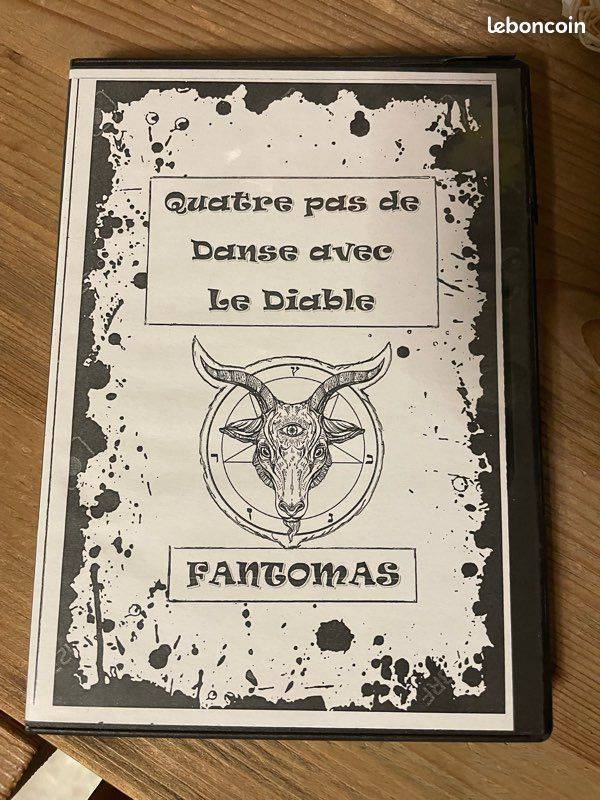 leboncoin
Quatre pas de
Danse avec
Le Diable
FANTOMAS